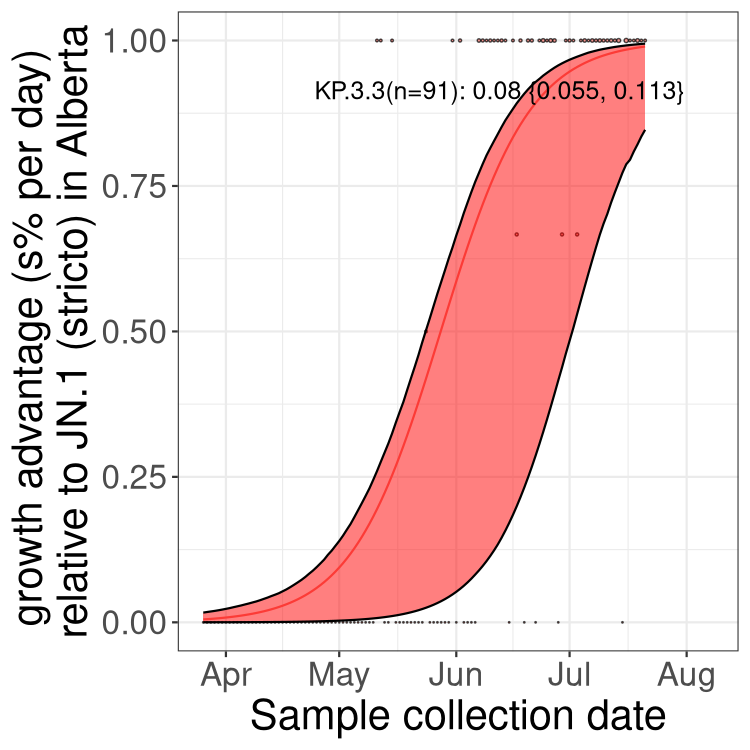 growth advantage (s% per day)
relative to JN.1 (stricto) in Alberta
1.00
0.75
0.50
0.25
0.00
KP.3.3(n=91): 0.08 {0.055, 0.113}
Apr May Jun Jul Aug
Sample collection date